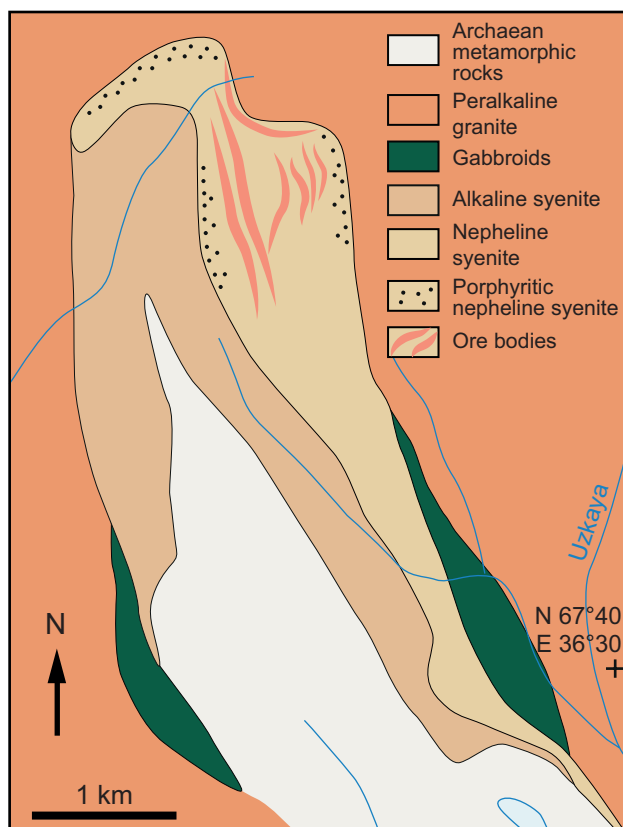 Archaean
metamorphic
rocks
Peralkaline
granite
Gabbroids
Alkaline syenite
Nepheline
syenite
Porphyritic
nepheline syenite
Ore bodies
Uzkaya
N 67°40
E 36°30
N
1 km